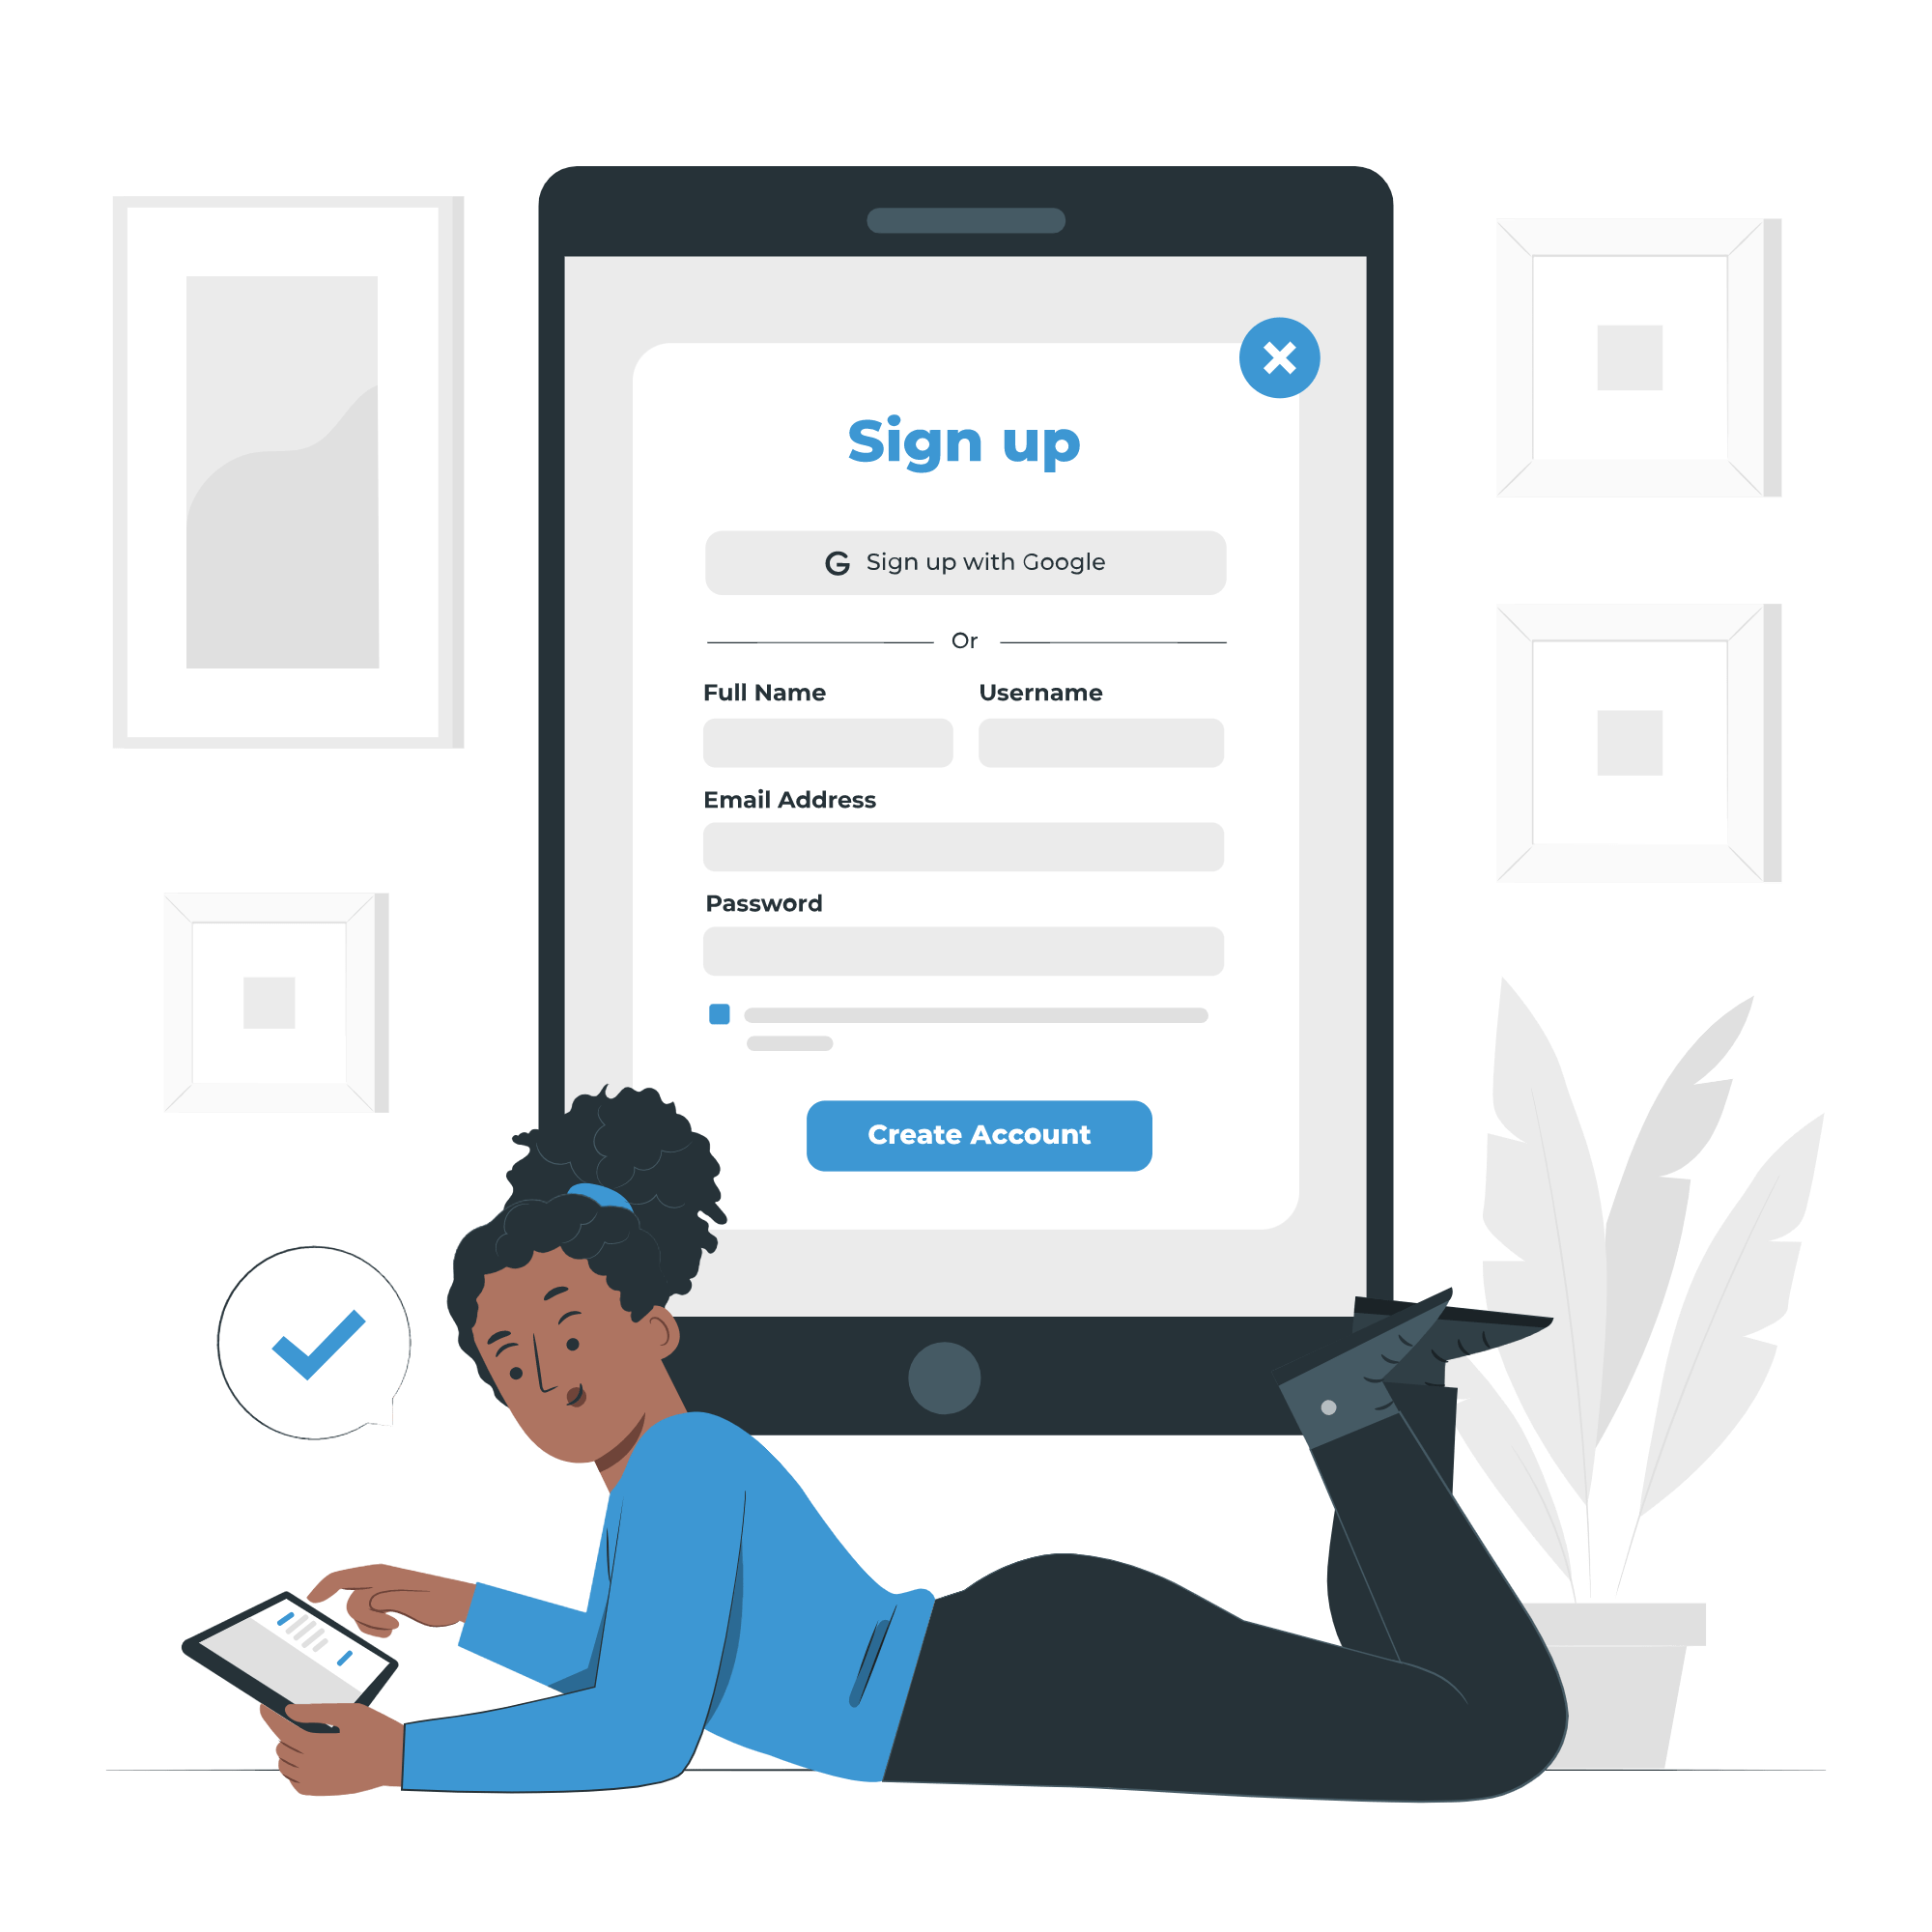 Sign up
G Sign up with Google
Or
Full Name Username
Email Address
Password
Create Account